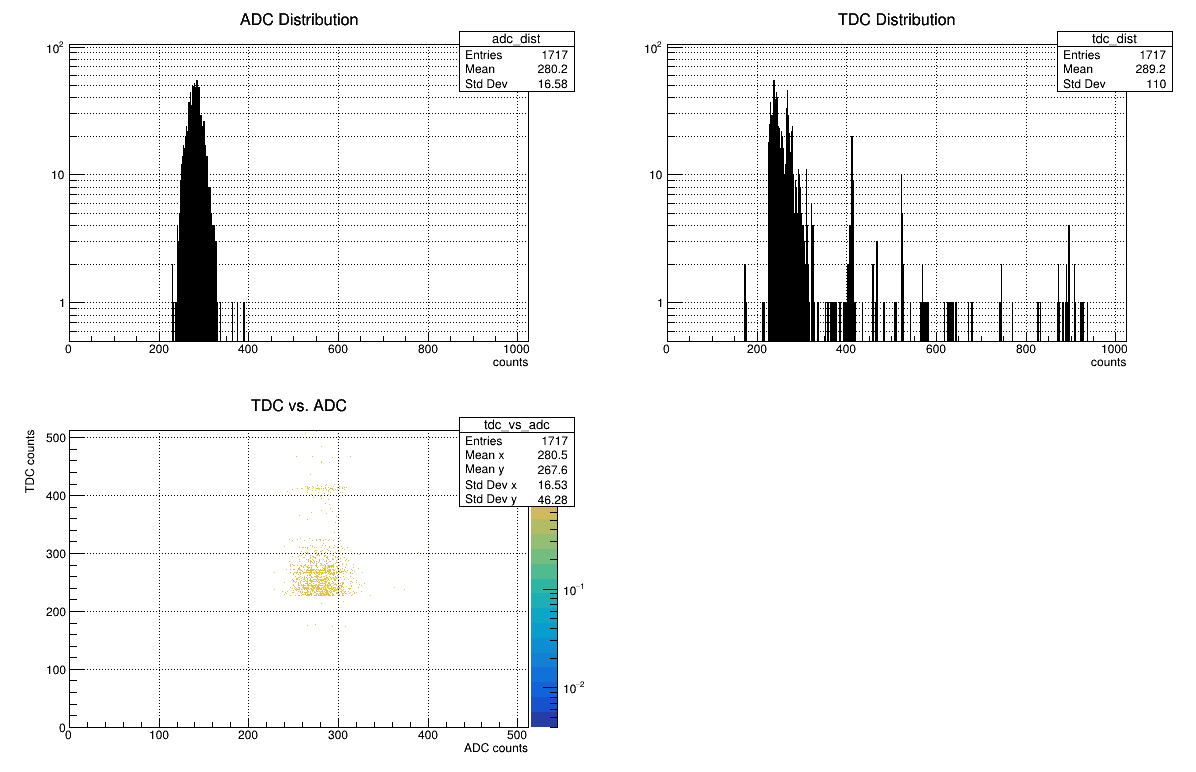 ADC Distribution
adc_dist
Entries 1717
Mean 280.2
Std Dev 16.58
10²
10
1
0 200 400 600 800 1000
counts
TDC Distribution
tdc_dist
Entries 1717
Mean 289.2
Std Dev 110
10²
10
1
0 200 400 600 800 1000
counts
TDC vs. ADC
tdc_vs_adc
Entries 1717
Mean x 280.5
Mean y 267.6
Std Dev x 16.53
Std Dev y 46.28
TDC counts
500
400
300
200
100
0
0 100 200 300 400 500
ADC counts
10⁻¹
10⁻²